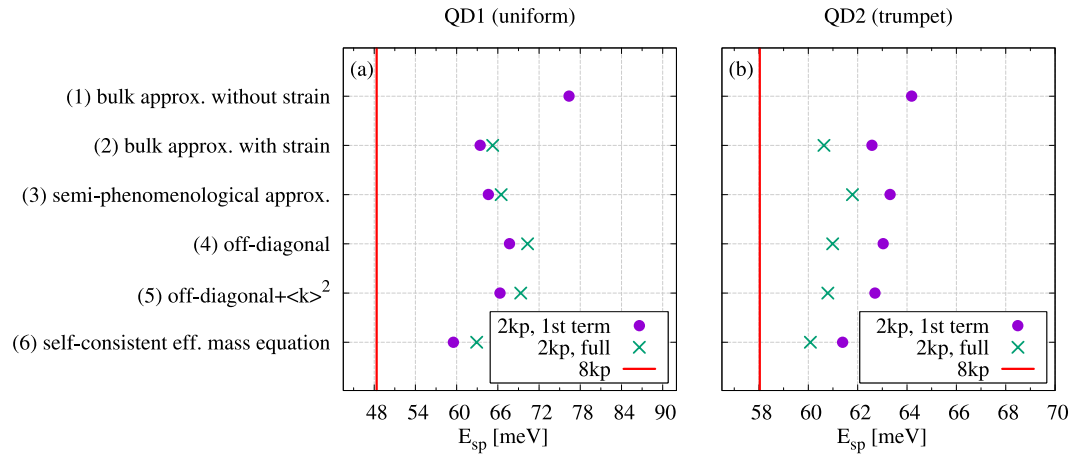 QD1 (uniform)
QD2 (trumpet)
(a)
(b)
(1) bulk approx. without strain
(2) bulk approx. with strain
(3) semi-phenomenological approx.
(4) off-diagonal
(5) off-diagonal+<k>²
(6) self-consistent eff. mass equation
2kp, 1st term
2kp, full
8kp
2kp, 1st term
2kp, full
8kp
48 54 60 66 72 78 84 90
58 60 62 64 66 68 70
E_sp [meV]
E_sp [meV]